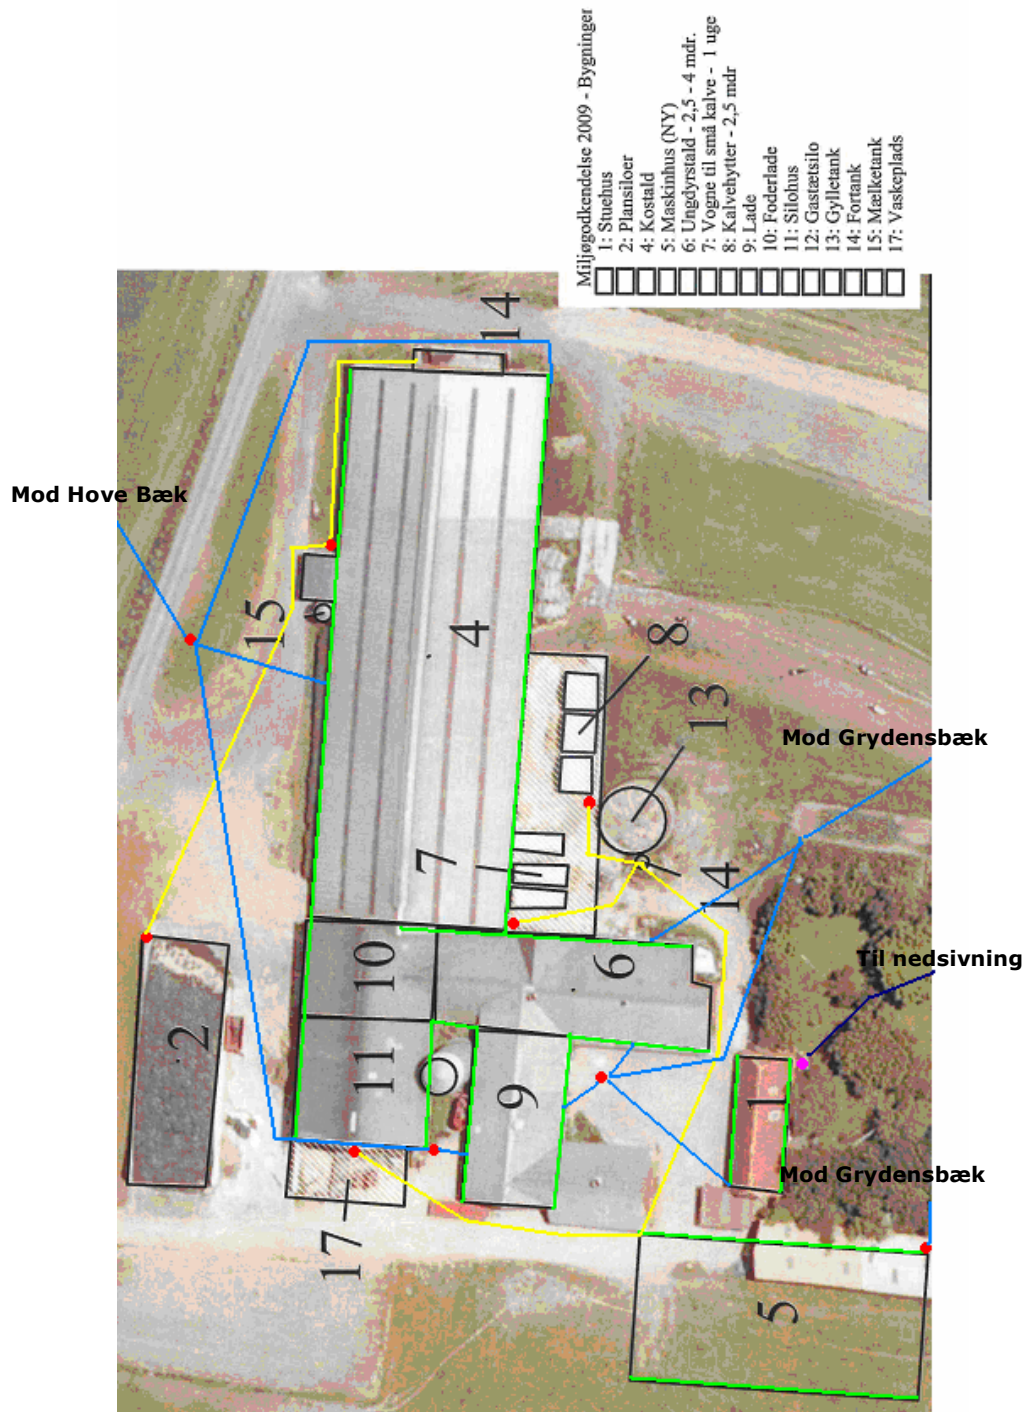 Miljøgodkendelse 2009 - Bygninger
1: Stuehus
2: Plansiloer
4: Kostald
5: Maskinhus (NY)
6: Ungdyrstald - 2,5 - 4 mdr.
7: Vogne til små kalve - 1 uge
8: Kalvehytter - 2,5 mdr
9: Lade
10: Foderlade
11: Silohus
12: Gastætsilo
13: Gylletank
14: Fortank
15: Mælketank
17: Vaskeplads
14
Mod Hove Bæk
15
4
8
13
Mod Grydensbæk
7
14
10
6
Til nedsivning
2
11
9
1
Mod Grydensbæk
17
5